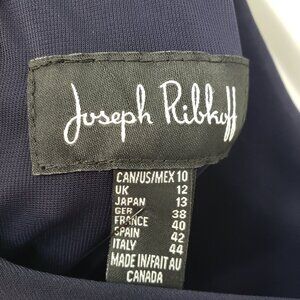 Joseph Ribkoff
CAN/US/MEX 10
UK 12
JAPAN 13
GER 38
FRANCE 40
SPAIN 42
ITALY 44
MADE IN/FAIT AU
CANADA